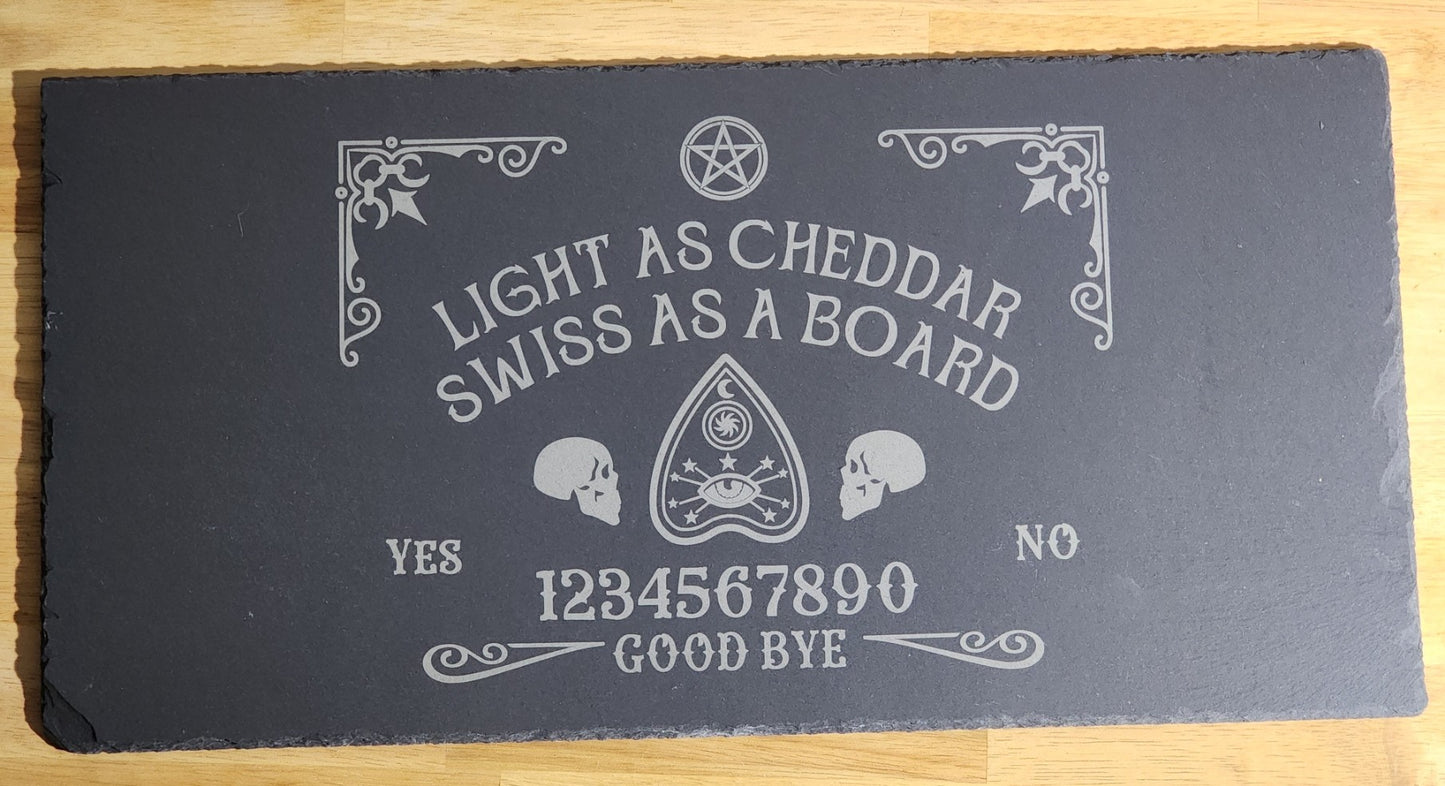 LIGHT AS CHEDDAR
SWISS AS A BOARD
YES
NO
1234567890
GOOD BYE